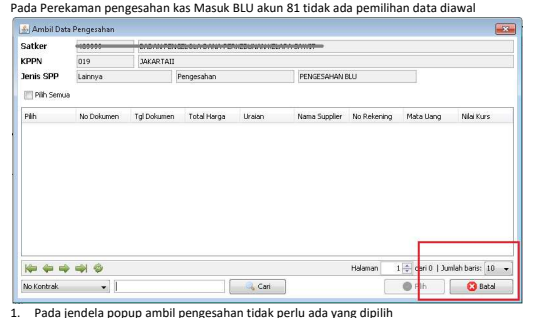 Pada Perekaman pengesahan kas Masuk BLU akun 81 tidak ada pemilihan data diawal
Ambil Data Pengesahan
Satker
KPPN 019 JAKARTA II
Jenis SPP Lainnya Pengesahan PENGESAHAN BLU
Pilih Semua
Pilih No Dokumen Tgl Dokumen Total Harga Uraian Nama Supplier No Rekening Mata Uang Nilai Kurs
Halaman 1 dari 0 | Jumlah baris: 10
No Kontrak Cari Pilih Batal
1. Pada jendela popup ambil pengesahan tidak perlu ada yang dipilih